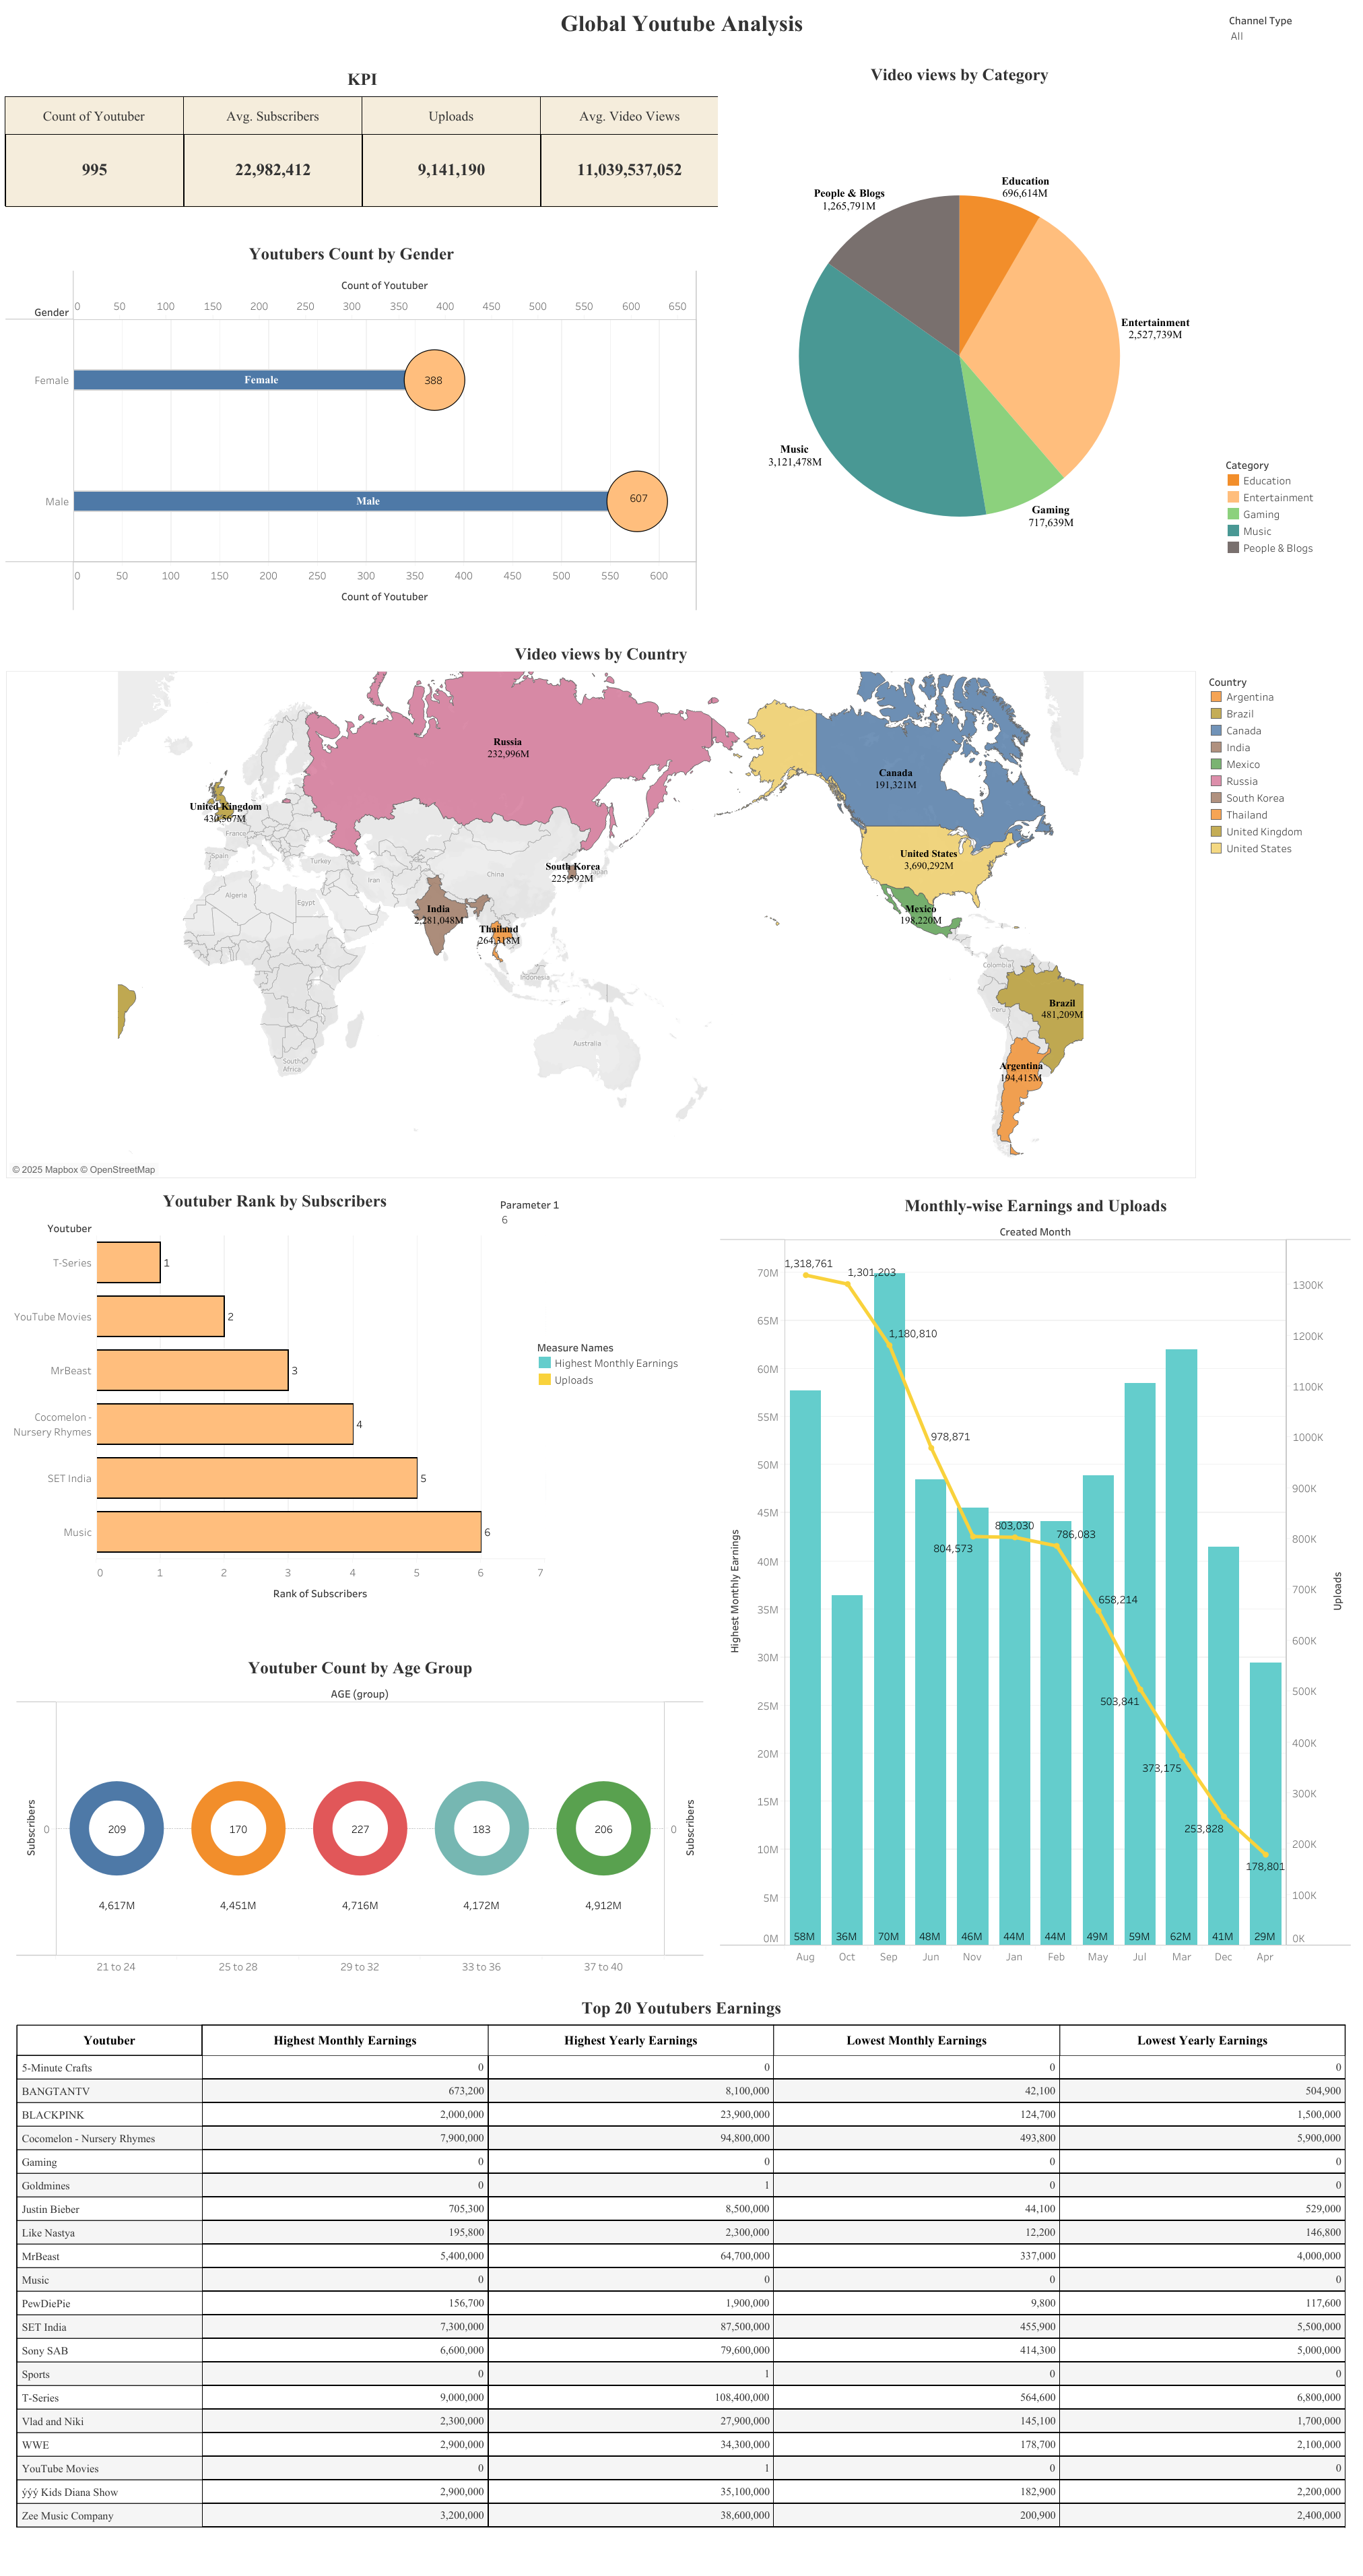 Global Youtube Analysis
Channel Type
All
KPI
Count of Youtuber Avg. Subscribers Uploads Avg. Video Views
995 22,982,412 9,141,190 11,039,537,052
Video views by Category
Education
696,614M
People & Blogs
1,265,791M
Entertainment
2,527,739M
Music
3,121,478M
Gaming
717,639M
Category
Education
Entertainment
Gaming
Music
People & Blogs
Youtubers Count by Gender
Count of Youtuber
Gender 0 50 100 150 200 250 300 350 400 450 500 550 600 650
Female Female 388
Male Male 607
0 50 100 150 200 250 300 350 400 450 500 550 600
Count of Youtuber
Video views by Country
Russia
232,996M
Canada
191,321M
United Kingdom
430,567M
France
Spain
Turkey
Algeria
Egypt
Iran
China
South Korea
225,592M
Japan
India
2,281,048M
Thailand
264,318M
Indonesia
Australia
South
Africa
United States
3,690,292M
Mexico
198,220M
Colombia
Peru
Brazil
481,209M
Argentina
194,415M
© 2025 Mapbox © OpenStreetMap
Country
Argentina
Brazil
Canada
India
Mexico
Russia
South Korea
Thailand
United Kingdom
United States
Youtuber Rank by Subscribers
Parameter 1
6
Youtuber
T-Series 1
YouTube Movies 2
MrBeast 3
Cocomelon -
Nursery Rhymes 4
SET India 5
Music 6
0 1 2 3 4 5 6 7
Rank of Subscribers
Measure Names
Highest Monthly Earnings
Uploads
Monthly-wise Earnings and Uploads
Created Month
Highest Monthly Earnings
70M
65M
60M
55M
50M
45M
40M
35M
30M
25M
20M
15M
10M
5M
0M
1,318,761
1,301,203
1,180,810
978,871
804,573
803,030
786,083
658,214
503,841
373,175
253,828
178,801
58M 36M 70M 48M 46M 44M 44M 49M 59M 62M 41M 29M
Aug Oct Sep Jun Nov Jan Feb May Jul Mar Dec Apr
1300K
1200K
1100K
1000K
900K
800K
700K
600K
500K
400K
300K
200K
100K
0K
Uploads
Youtuber Count by Age Group
AGE (group)
Subscribers
0
209 170 227 183 206
0
Subscribers
4,617M 4,451M 4,716M 4,172M 4,912M
21 to 24 25 to 28 29 to 32 33 to 36 37 to 40
Top 20 Youtubers Earnings
Youtuber Highest Monthly Earnings Highest Yearly Earnings Lowest Monthly Earnings Lowest Yearly Earnings
5-Minute Crafts 0 0 0 0
BANGTANTV 673,200 8,100,000 42,100 504,900
BLACKPINK 2,000,000 23,900,000 124,700 1,500,000
Cocomelon - Nursery Rhymes 7,900,000 94,800,000 493,800 5,900,000
Gaming 0 0 0 0
Goldmines 0 1 0 0
Justin Bieber 705,300 8,500,000 44,100 529,000
Like Nastya 195,800 2,300,000 12,200 146,800
MrBeast 5,400,000 64,700,000 337,000 4,000,000
Music 0 0 0 0
PewDiePie 156,700 1,900,000 9,800 117,600
SET India 7,300,000 87,500,000 455,900 5,500,000
Sony SAB 6,600,000 79,600,000 414,300 5,000,000
Sports 0 1 0 0
T-Series 9,000,000 108,400,000 564,600 6,800,000
Vlad and Niki 2,300,000 27,900,000 145,100 1,700,000
WWE 2,900,000 34,300,000 178,700 2,100,000
YouTube Movies 0 1 0 0
ýýý Kids Diana Show 2,900,000 35,100,000 182,900 2,200,000
Zee Music Company 3,200,000 38,600,000 200,900 2,400,000